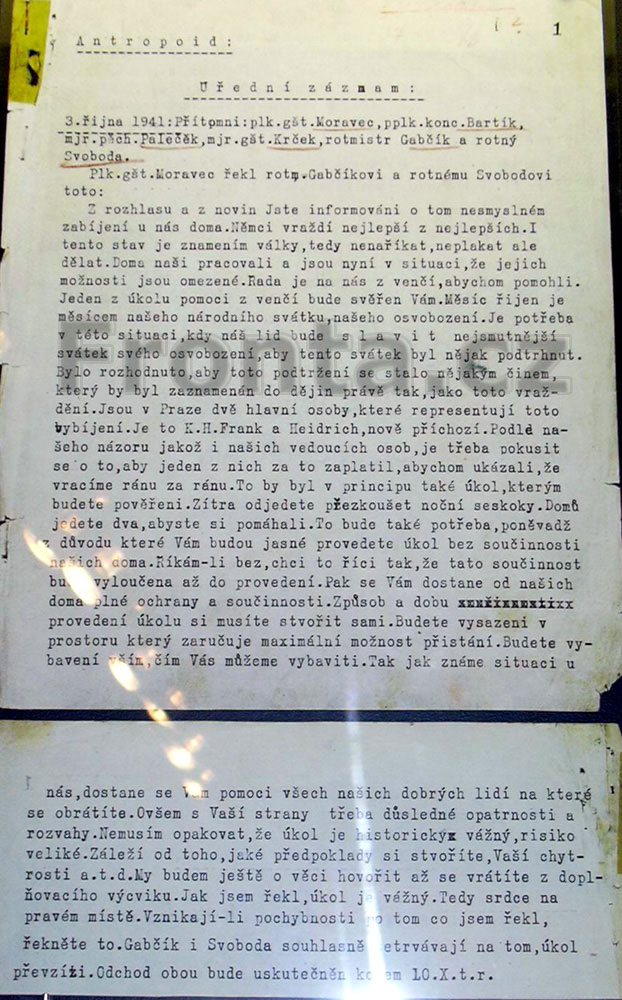 1
Antropoid:
Úřední záznam:
3.října 1941:Přítomni:plk.gšt.Moravec,pplk.konc.Bartík,
mjr.pěch.Paleček,mjr.gšt.Krček,rotmistr Gabčík a rotný
Svoboda.
Plk.gšt.Moravec řekl rotm.Gabčíkovi a rotnému Svobodovi
toto:
Z rozhlasu a z novin Jste informováni o tom nesmyslném
zabíjení u nás doma.Němci vraždí nejlepší z nejlepších.I
tento stav je znamením války,tedy nenaříkat,neplakat ale
dělat.Doma naši pracovali a jsou nyní v situaci,že jejich
možnosti jsou omezené.Řada je na nás z venčí,abychom pomohli.
Jeden z úkolu pomoci z venčí bude svěřen Vám.Měsíc říjen je
měsícem našeho národního svátku,našeho osvobození.Je potřeba
v této situaci,kdy náš lid bude s l a v i t nejsmutnější
svátek svého osvobození,aby tento svátek byl nějak podtrhnut.
Bylo rozhodnuto,aby toto podtržení se stalo nějakým činem,
který by byl zaznamenán do dějin právě tak,jako toto vraž-
dění.Jsou v Praze dvě hlavní osoby,které representují toto
vybíjení.Je to K.H.Frank a Heidrich,nově příchozí.Podle na-
šeho názoru jakož i našich vedoucích osob,je třeba pokusit
se o to,aby jeden z nich za to zaplatil,abychom ukázali,že
vracíme ránu za ránu.To by byl v principu také úkol,kterým
budete pověřeni.Zítra odjedete přezkoušet noční seskoky.Domů
jedete dva,abyste si pomáhali.To bude také potřeba,poněvadž
z důvodu které Vám budou jasné provedete úkol bez součinnosti
našich doma.Říkám-li bez,chci to říci tak,že tato součinnost
bude vyloučena až do provedení.Pak se Vám dostane od našich
doma plné ochrany a součinnosti.Způsob a dobu
provedení úkolu si musíte stvořit sami.Budete vysazeni v
prostoru který zaručuje maximální možnost přistání.Budete vy-
bavení vším,čím Vás můžeme vybaviti.Tak jak známe situaci u
nás,dostane se Vám pomoci všech našich dobrých lidí na které
se obrátíte.Ovšem s Vaší strany třeba důsledné opatrnosti a
rozvahy.Nemusím opakovat,že úkol je historicky vážný,risiko
veliké.Záleží od toho,jaké předpoklady si stvoříte,Vaší chyt-
rosti a.t.d.My budem ještě o věci hovořit až se vrátíte z dopl-
ňovacího výcviku.Jak jsem řekl,úkol je vážný.Tedy srdce na
pravém místě.Vznikají-li pochybnosti po tom co jsem řekl,
řekněte to.Gabčík i Svoboda souhlasně setrvávají na tom,úkol
převzíti.Odchod obou bude uskutečněn kolem 10.X.t.r.